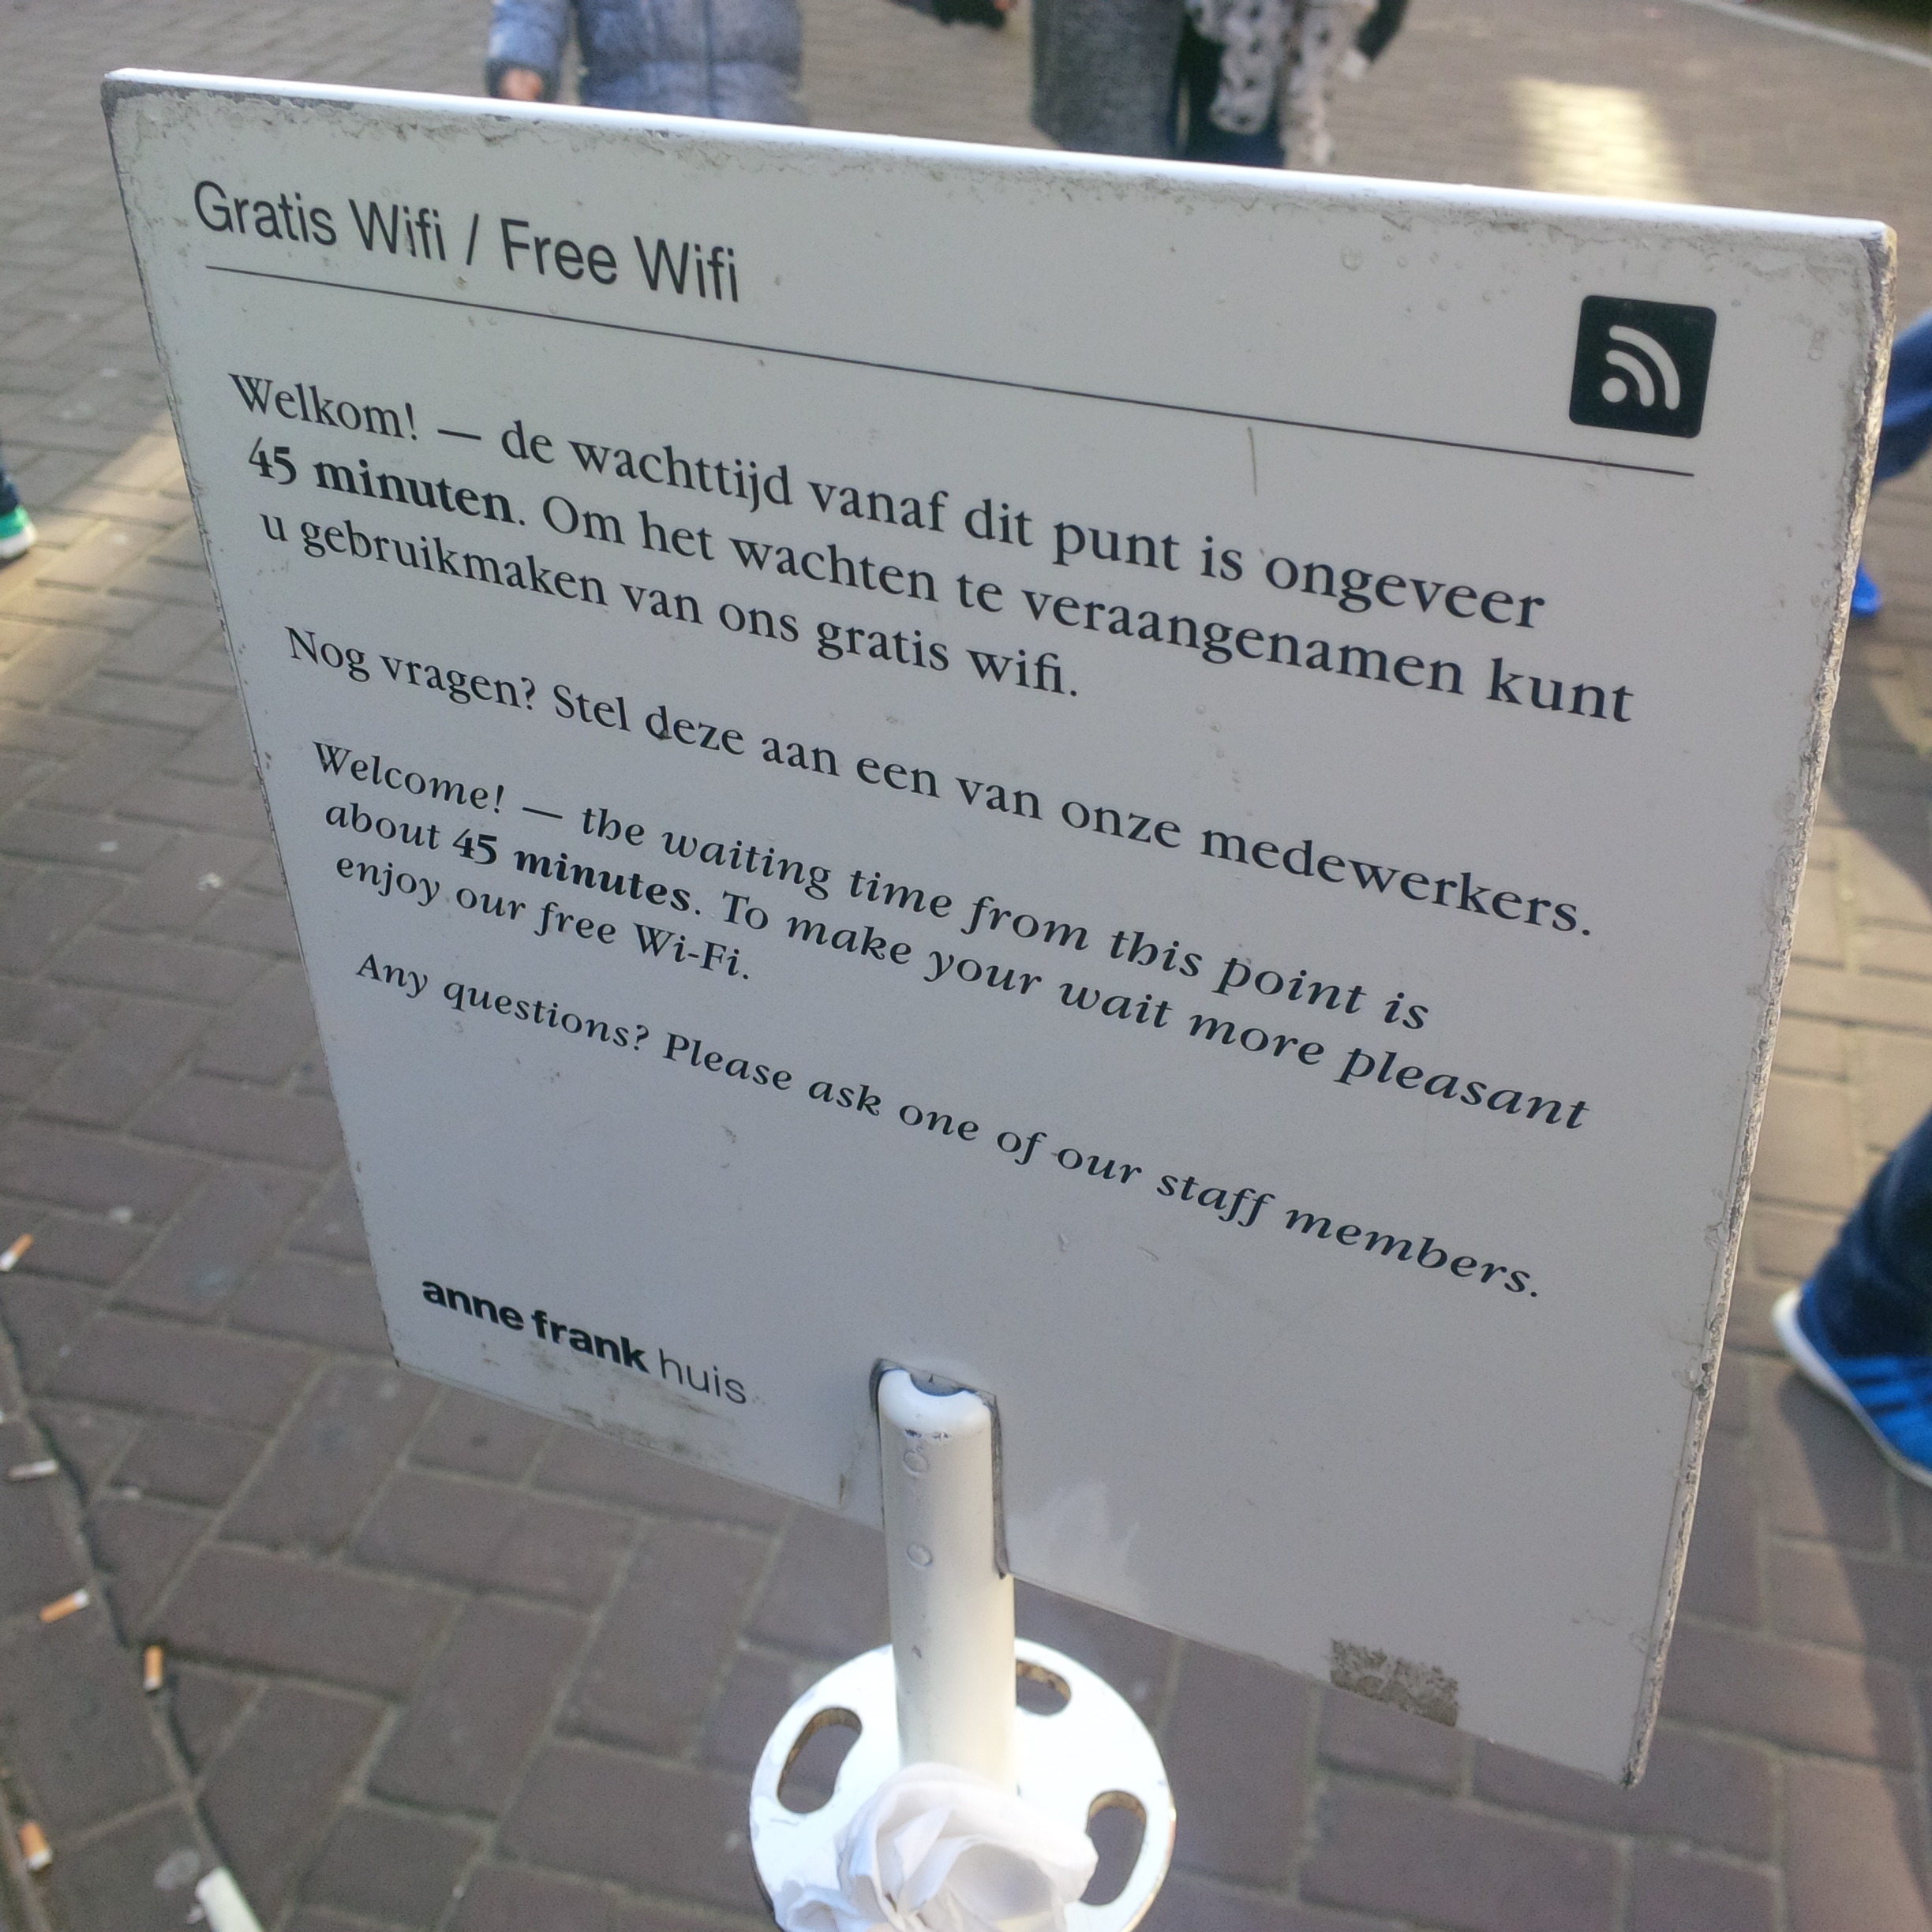 Gratis Wifi / Free Wifi
Welkom! — de wachttijd vanaf dit punt is ongeveer
45 minuten. Om het wachten te veraangenamen kunt
u gebruikmaken van ons gratis wifi.
Nog vragen? Stel deze aan een van onze medewerkers.
Welcome! — the waiting time from this point is
about 45 minutes. To make your wait more pleasant
enjoy our free Wi-Fi.
Any questions? Please ask one of our staff members.
anne frank huis